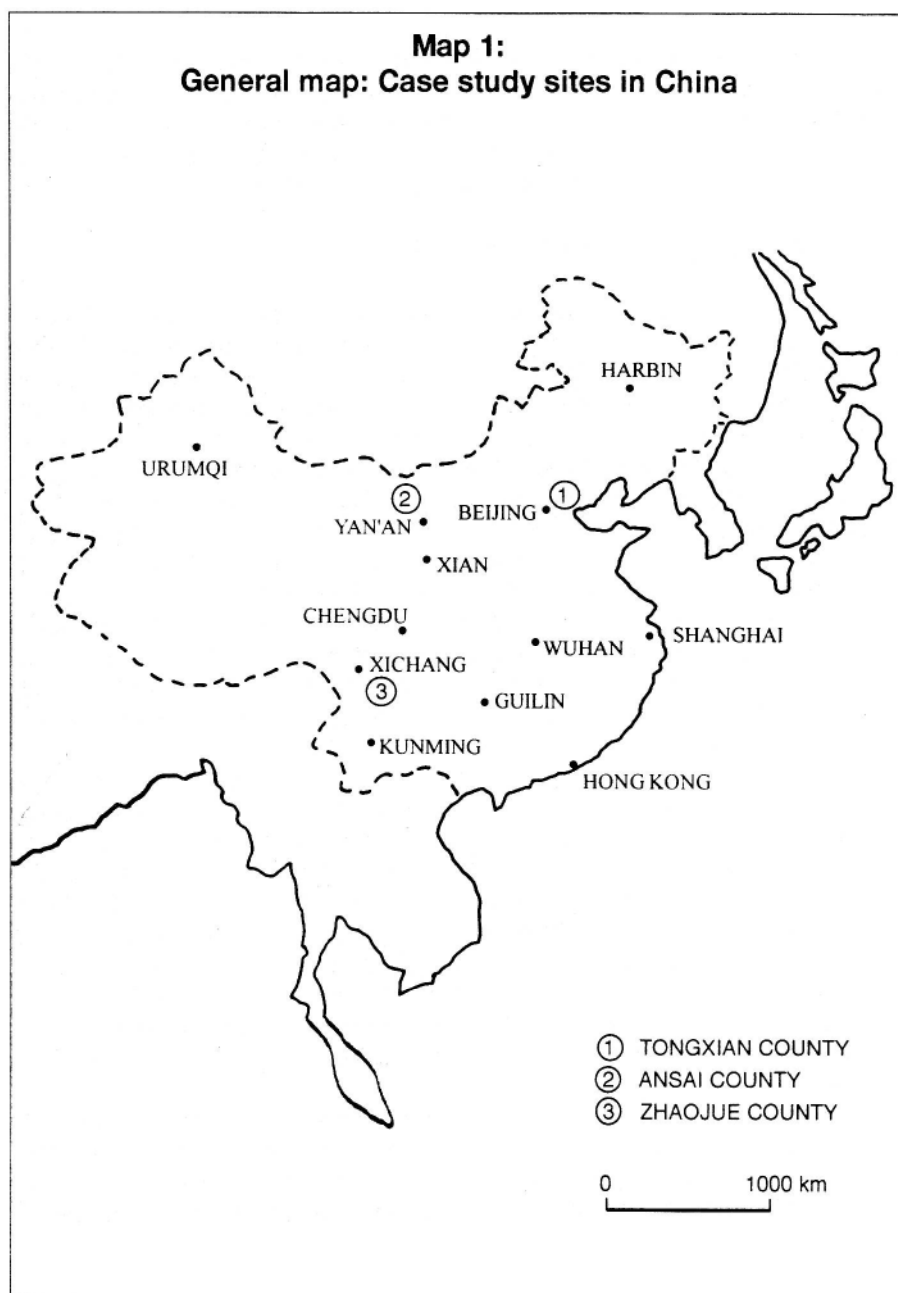 Map 1:
General map: Case study sites in China
HARBIN
URUMQI
2
1
YAN'AN
BEIJING
XIAN
CHENGDU
WUHAN
SHANGHAI
XICHANG
3
GUILIN
KUNMING
HONG KONG
1 TONGXIAN COUNTY
2 ANSAI COUNTY
3 ZHAOJUE COUNTY
0 1000 km